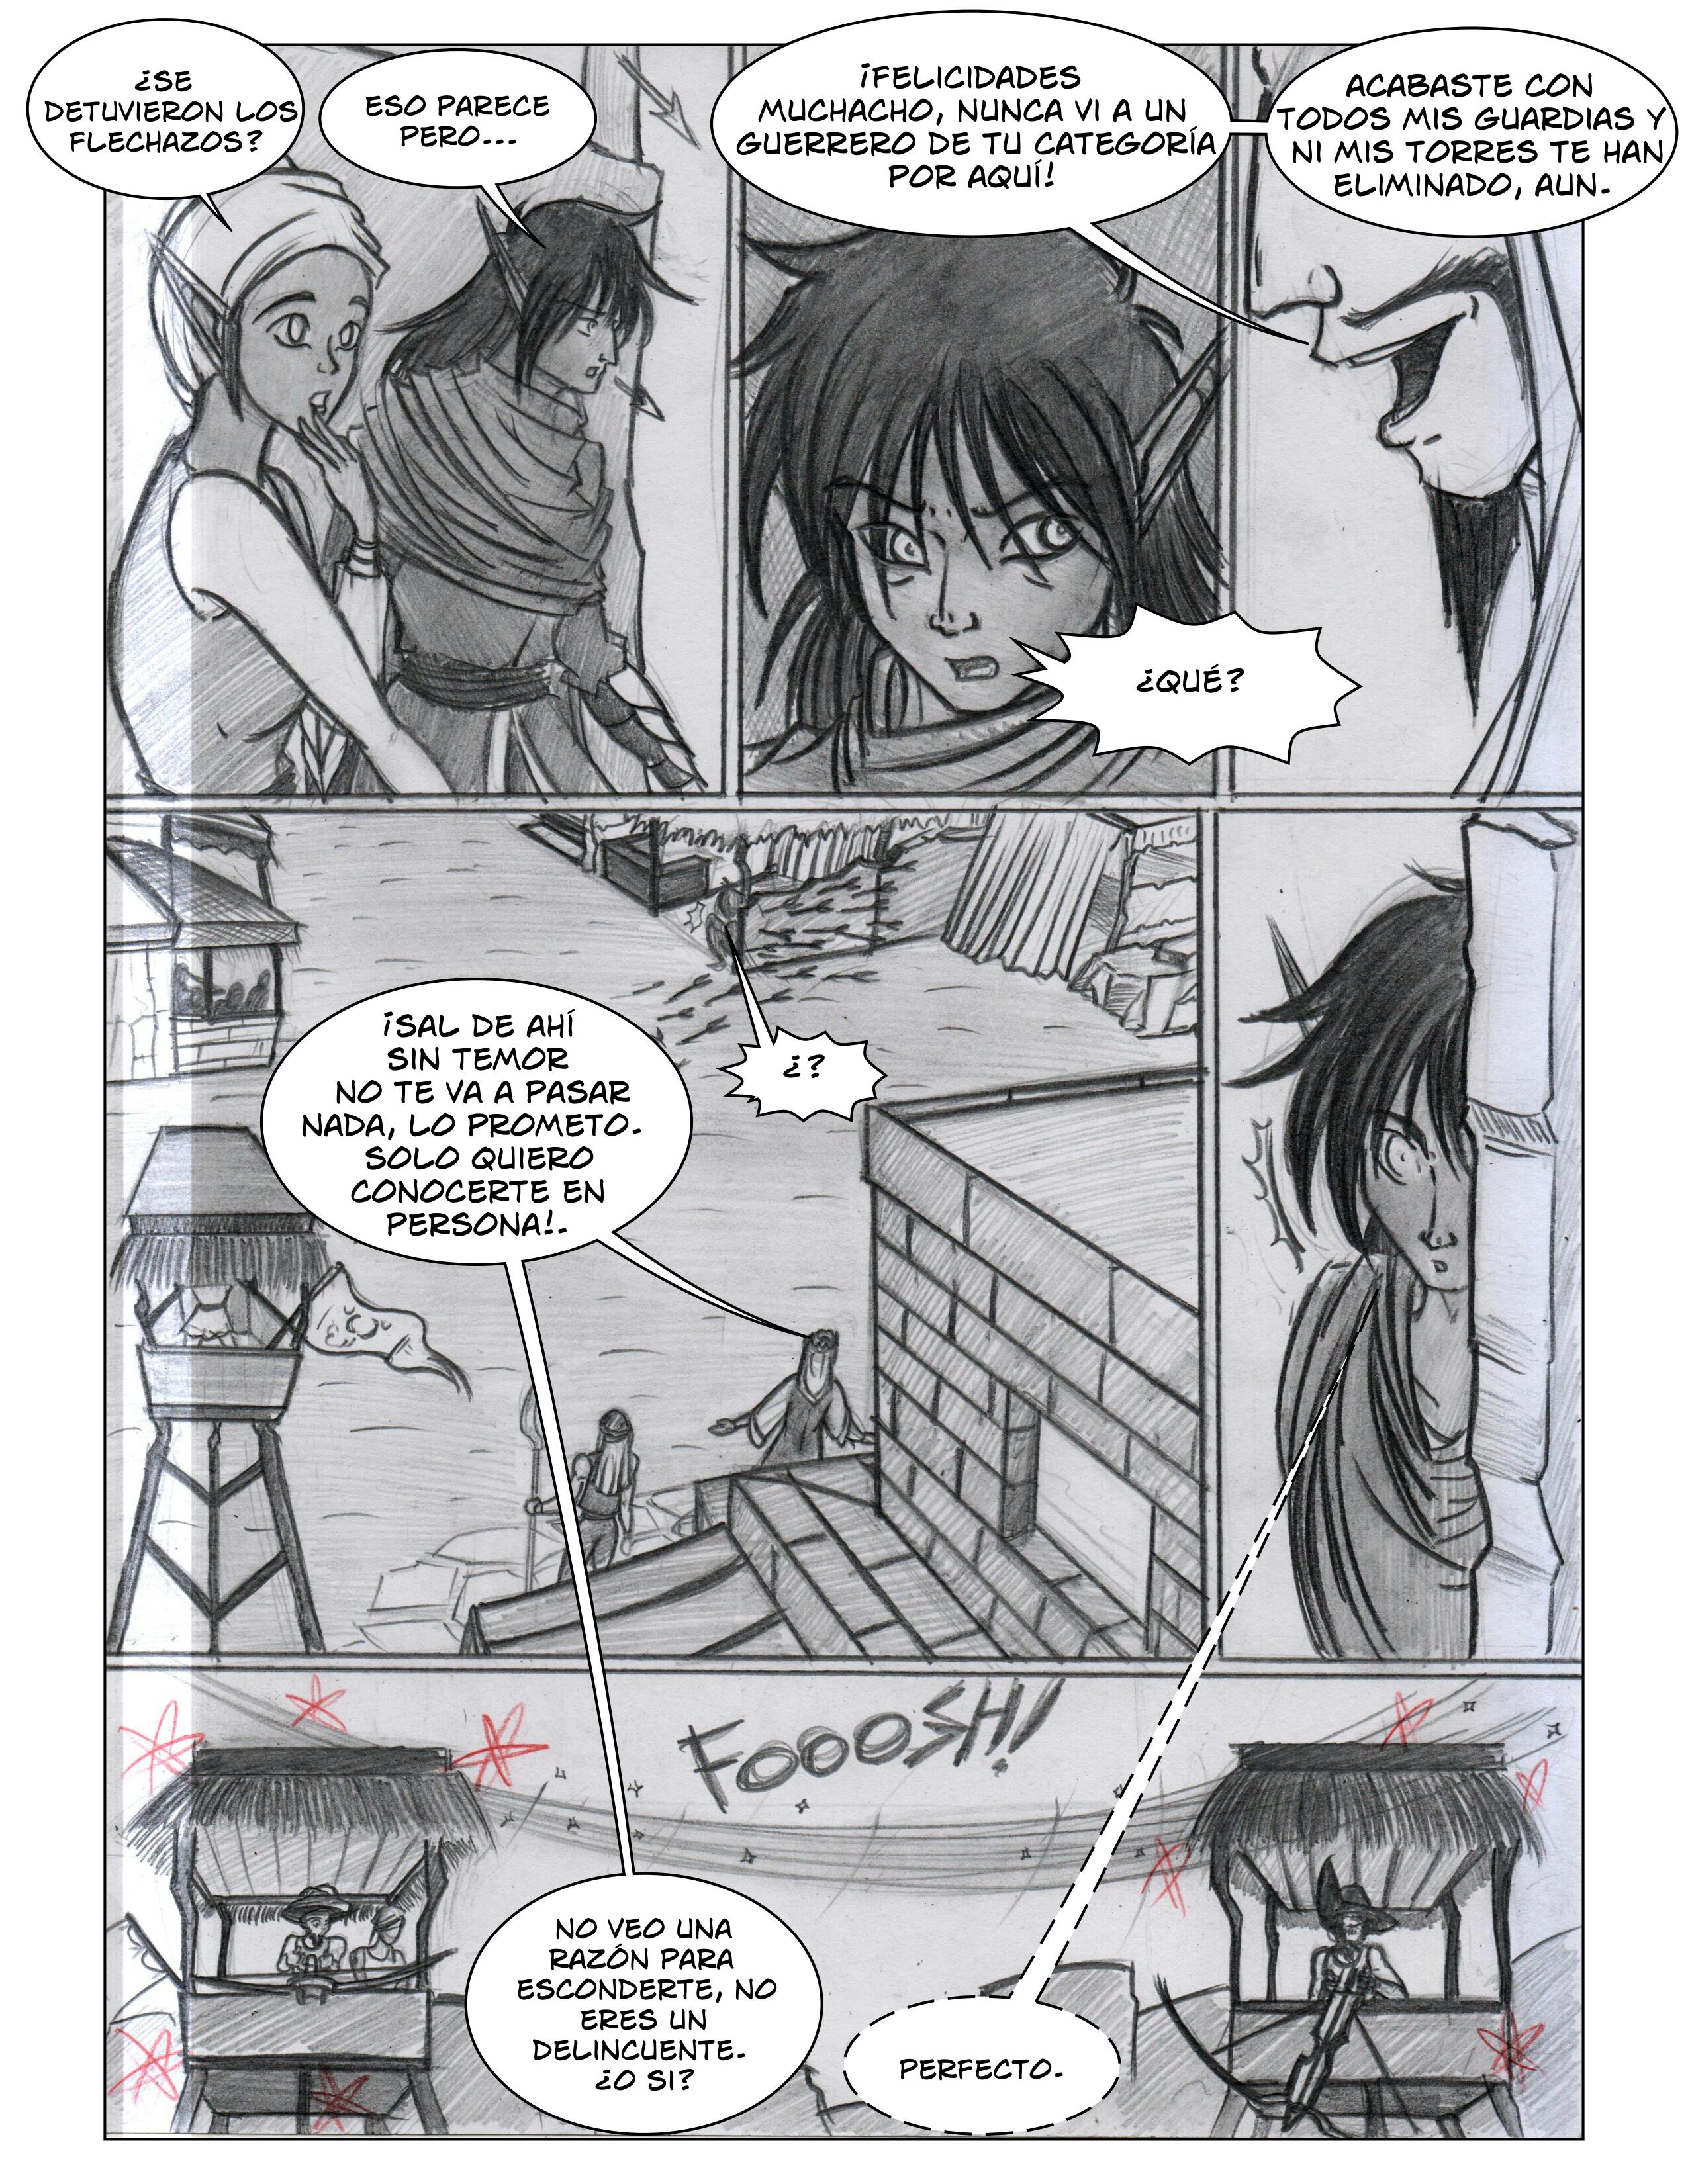 ¿SE
DETUVIERON LOS
FLECHAZOS?
ESO PARECE
PERO...
¡FELICIDADES
MUCHACHO, NUNCA VI A UN
GUERRERO DE TU CATEGORÍA
POR AQUÍ!
ACABASTE CON
TODOS MIS GUARDIAS Y
NI MIS TORRES TE HAN
ELIMINADO, AUN.
¿QUÉ?
¡SAL DE AHÍ
SIN TEMOR
NO TE VA A PASAR
NADA, LO PROMETO.
SOLO QUIERO
CONOCERTE EN
PERSONA!.
¿?
FOOOSH!!
NO VEO UNA
RAZÓN PARA
ESCONDERTE, NO
ERES UN
DELINCUENTE.
¿O SI?
PERFECTO.